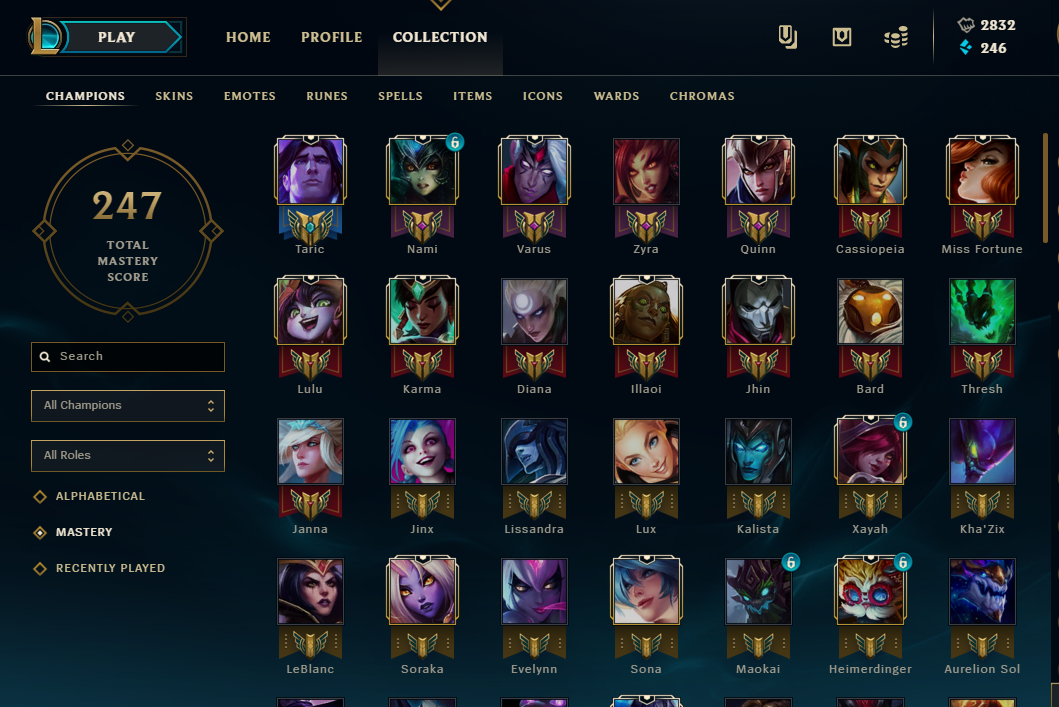 PLAY
HOME
PROFILE
COLLECTION
2832
246
CHAMPIONS
SKINS
EMOTES
RUNES
SPELLS
ITEMS
ICONS
WARDS
CHROMAS
247
TOTAL
MASTERY
SCORE
Search
All Champions
All Roles
ALPHABETICAL
MASTERY
RECENTLY PLAYED
6
Taric
Nami
Varus
Zyra
Quinn
Cassiopeia
Miss Fortune
Lulu
Karma
Diana
Illaoi
Jhin
Bard
Thresh
6
Janna
Jinx
Lissandra
Lux
Kalista
Xayah
Kha'Zix
6
6
LeBlanc
Soraka
Evelynn
Sona
Maokai
Heimerdinger
Aurelion Sol